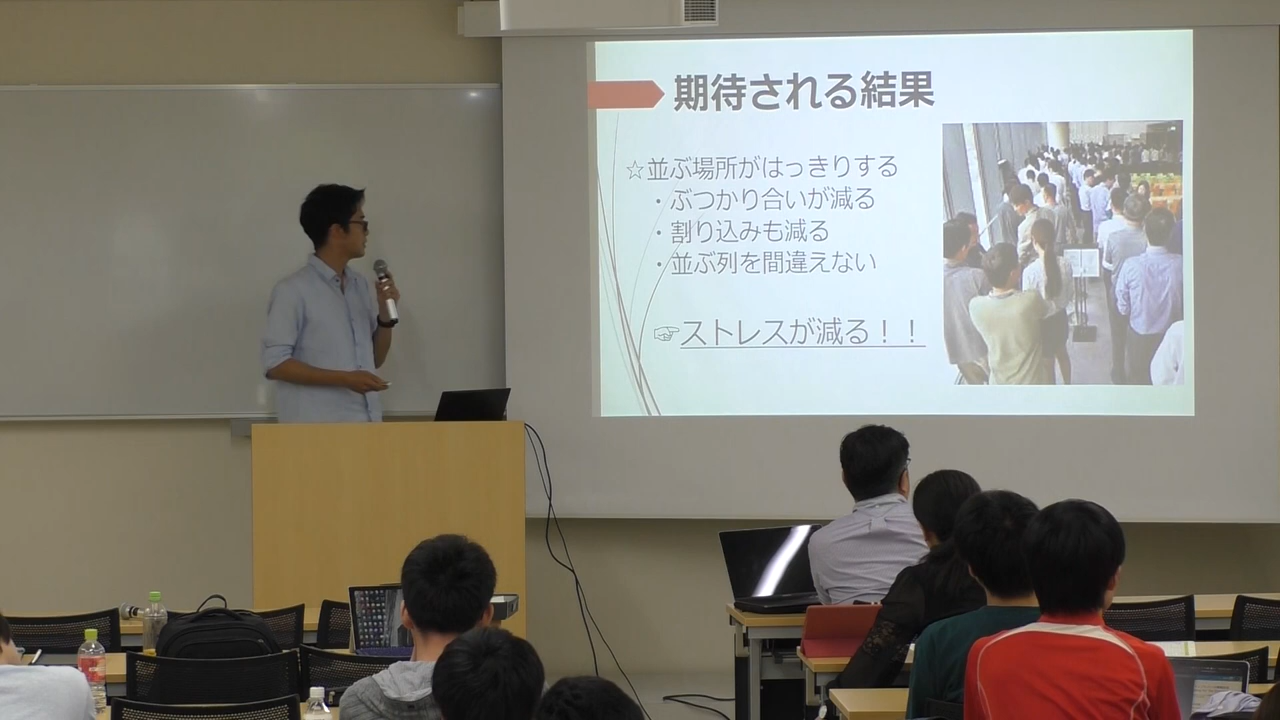 期待される結果
☆並ぶ場所がはっきりする
・ぶつかり合いが減る
・割り込みも減る
・並ぶ列を間違えない
☞ストレスが減る！！